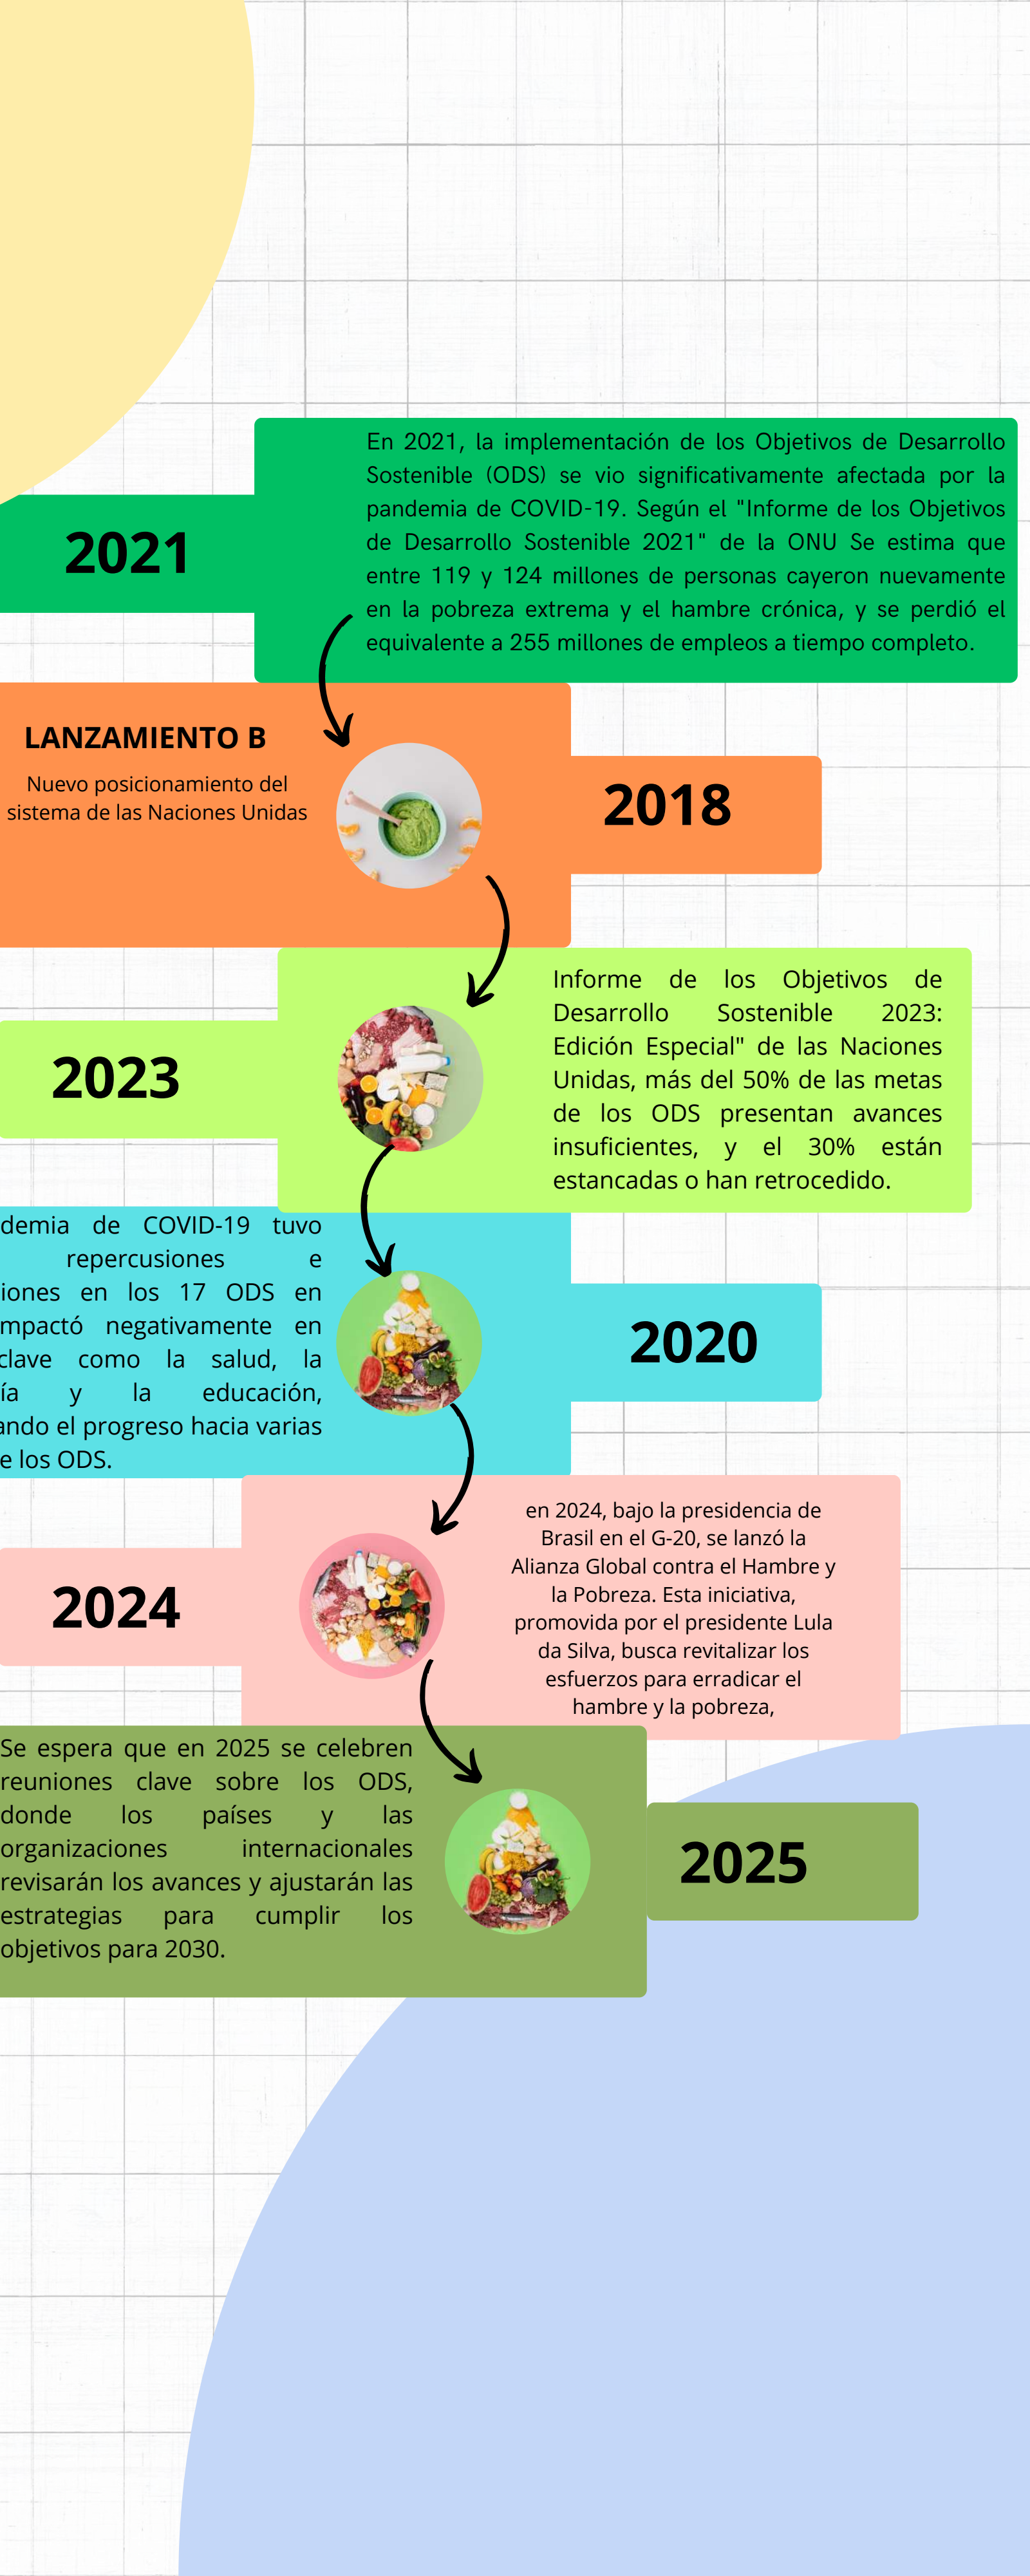 En 2021, la implementación de los Objetivos de Desarrollo
Sostenible (ODS) se vio significativamente afectada por la
pandemia de COVID-19. Según el "Informe de los Objetivos
de Desarrollo Sostenible 2021" de la ONU Se estima que
entre 119 y 124 millones de personas cayeron nuevamente
en la pobreza extrema y el hambre crónica, y se perdió el
equivalente a 255 millones de empleos a tiempo completo.
2021
LANZAMIENTO B
Nuevo posicionamiento del
sistema de las Naciones Unidas
2018
Informe de los Objetivos de
Desarrollo Sostenible 2023:
Edición Especial" de las Naciones
Unidas, más del 50% de las metas
de los ODS presentan avances
insuficientes, y el 30% están
estancadas o han retrocedido.
2023
demia de COVID-19 tuvo
repercusiones e
iones en los 17 ODS en
mpactó negativamente en
clave como la salud, la
ía y la educación,
ando el progreso hacia varias
e los ODS.
2020
en 2024, bajo la presidencia de
Brasil en el G-20, se lanzó la
Alianza Global contra el Hambre y
la Pobreza. Esta iniciativa,
promovida por el presidente Lula
da Silva, busca revitalizar los
esfuerzos para erradicar el
hambre y la pobreza,
2024
Se espera que en 2025 se celebren
reuniones clave sobre los ODS,
donde los países y las
organizaciones internacionales
revisarán los avances y ajustarán las
estrategias para cumplir los
objetivos para 2030.
2025